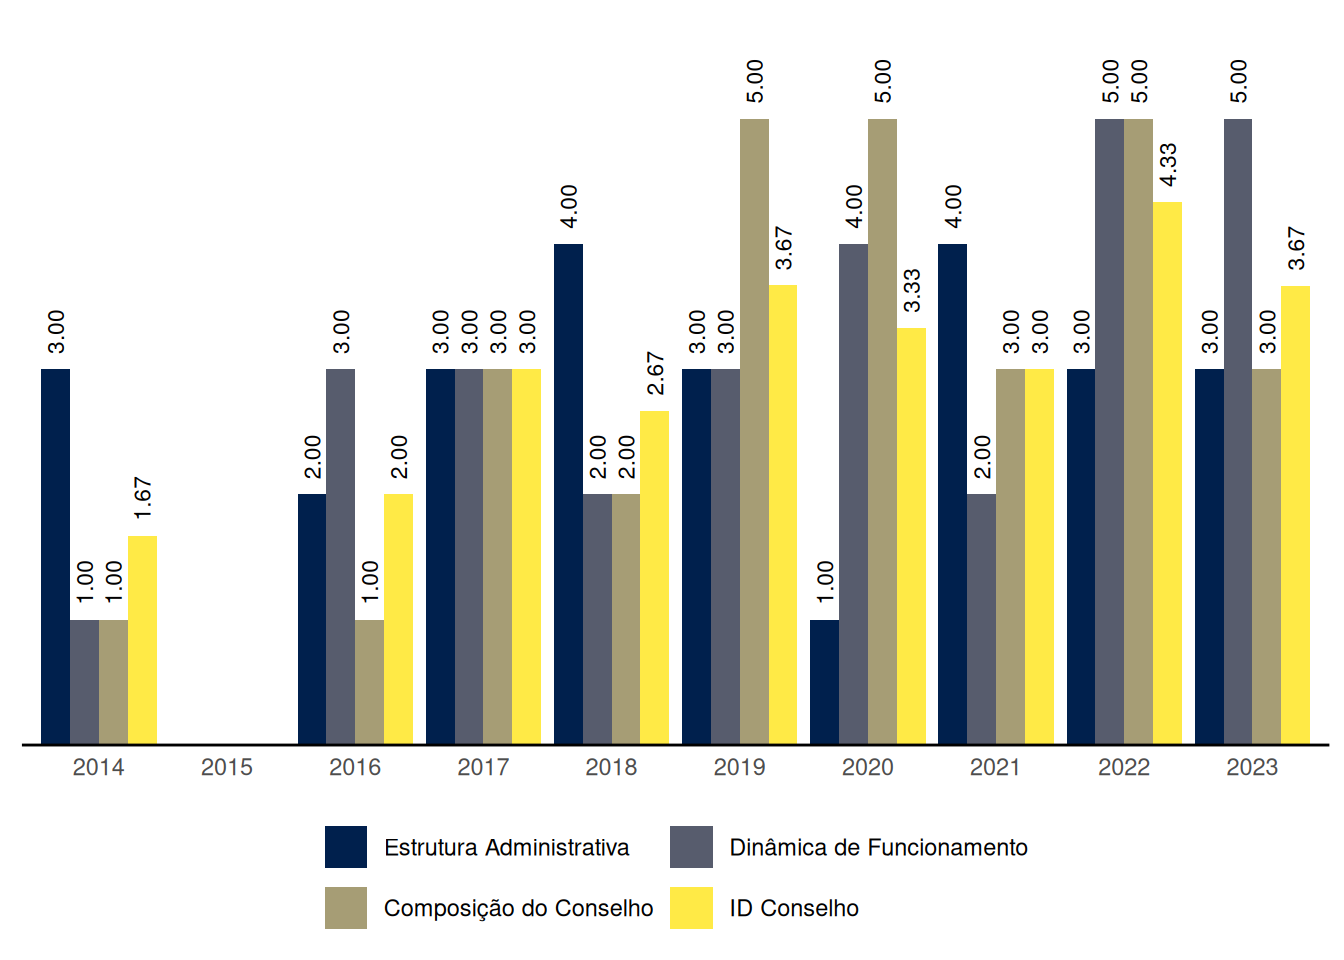 3.00 1.00 1.00 1.67
2.00 3.00 1.00 2.00
3.00 3.00 3.00 3.00
4.00 2.00 2.00 2.67
3.00 3.00 5.00 3.67
1.00 4.00 5.00 3.33
4.00 2.00 3.00 3.00
3.00 5.00 5.00 4.33
3.00 5.00 3.00 3.67
2014 2015 2016 2017 2018 2019 2020 2021 2022 2023
Estrutura Administrativa Dinâmica de Funcionamento
Composição do Conselho ID Conselho